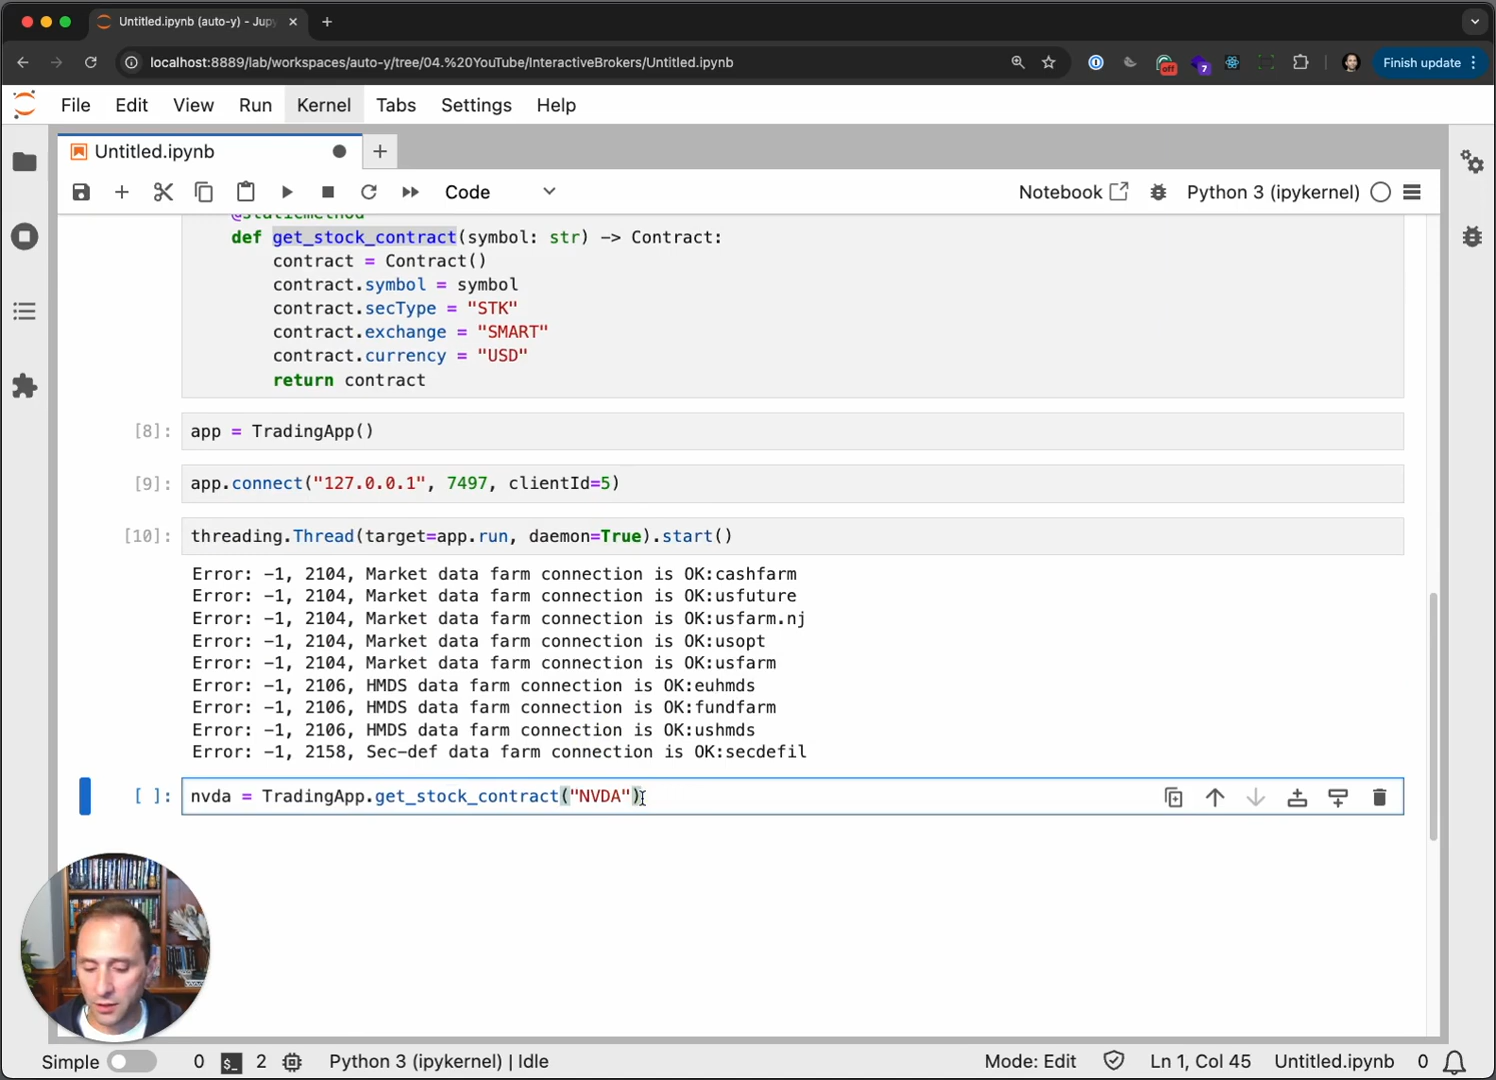 Untitled.ipynb (auto-y) - Jup
localhost:8889/lab/workspaces/auto-y/tree/04.%20YouTube/InteractiveBrokers/Untitled.ipynb
off
7
Finish update
File Edit View Run Kernel Tabs Settings Help
Untitled.ipynb
Code
Notebook
Python 3 (ipykernel)
@staticmethod
def get_stock_contract(symbol: str) -> Contract:
contract = Contract()
contract.symbol = symbol
contract.secType = "STK"
contract.exchange = "SMART"
contract.currency = "USD"
return contract
[8]: app = TradingApp()
[9]: app.connect("127.0.0.1", 7497, clientId=5)
[10]: threading.Thread(target=app.run, daemon=True).start()
Error: -1, 2104, Market data farm connection is OK:cashfarm
Error: -1, 2104, Market data farm connection is OK:usfuture
Error: -1, 2104, Market data farm connection is OK:usfarm.nj
Error: -1, 2104, Market data farm connection is OK:usopt
Error: -1, 2104, Market data farm connection is OK:usfarm
Error: -1, 2106, HMDS data farm connection is OK:euhmds
Error: -1, 2106, HMDS data farm connection is OK:fundfarm
Error: -1, 2106, HMDS data farm connection is OK:ushmds
Error: -1, 2158, Sec-def data farm connection is OK:secdefil
[ ]: nvda = TradingApp.get_stock_contract("NVDA")
Simple 0 $_ 2 Python 3 (ipykernel) | Idle Mode: Edit Ln 1, Col 45 Untitled.ipynb 0